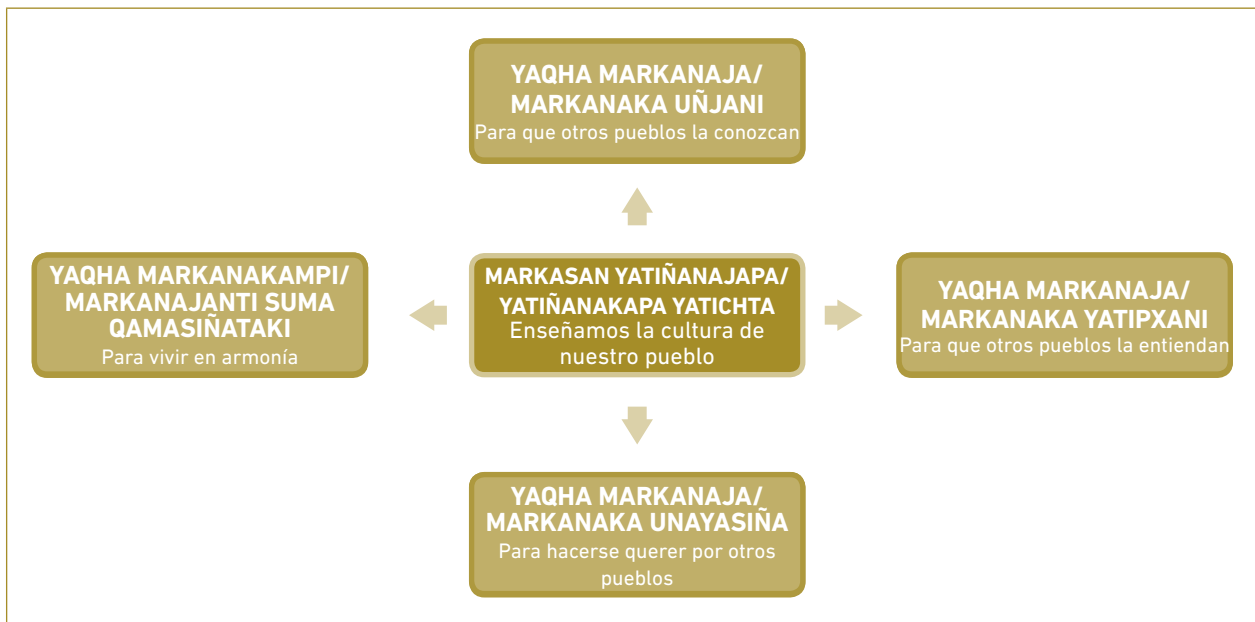 YAQHA MARKANAJA/
MARKANAKA UÑJANI
Para que otros pueblos la conozcan
YAQHA MARKANAKAMPI/
MARKANAJANTI SUMA
QAMASIÑATAKI
Para vivir en armonía
MARKASAN YATIÑANAJAPA/
YATIÑANAKAPA YATICHTA
Enseñamos la cultura de
nuestro pueblo
YAQHA MARKANAJA/
MARKANAKA YATIPXANI
Para que otros pueblos la entiendan
YAQHA MARKANAJA/
MARKANAKA UNAYASIÑA
Para hacerse querer por otros
pueblos